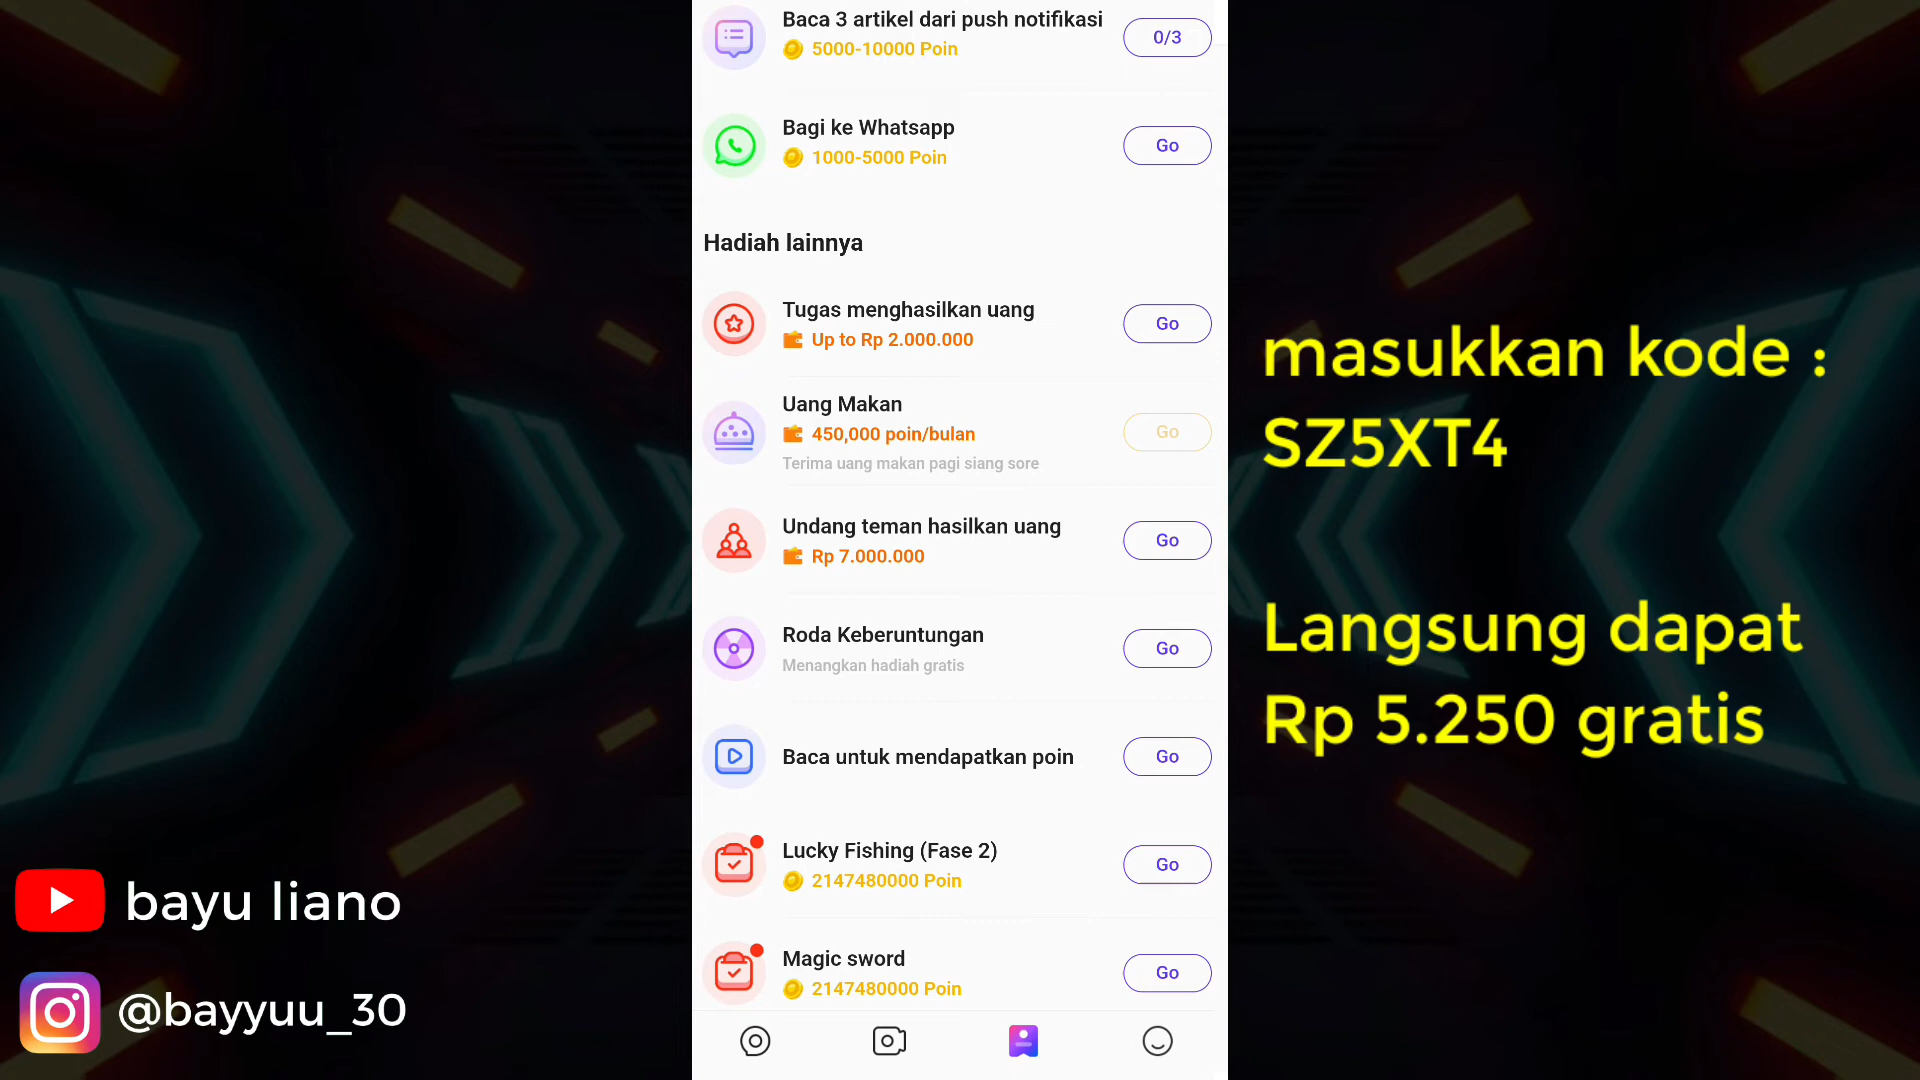 Baca 3 artikel dari push notifikasi
5000-10000 Poin
0/3
Bagi ke Whatsapp
1000-5000 Poin
Go
Hadiah lainnya
Tugas menghasilkan uang
Up to Rp 2.000.000
Go
Uang Makan
450,000 poin/bulan
Terima uang makan pagi siang sore
Go
Undang teman hasilkan uang
Rp 7.000.000
Go
Roda Keberuntungan
Menangkan hadiah gratis
Go
Baca untuk mendapatkan poin
Go
Lucky Fishing (Fase 2)
2147480000 Poin
Go
Magic sword
2147480000 Poin
Go
masukkan kode :
SZ5XT4
Langsung dapat
Rp 5.250 gratis
bayu liano
@bayyuu_30